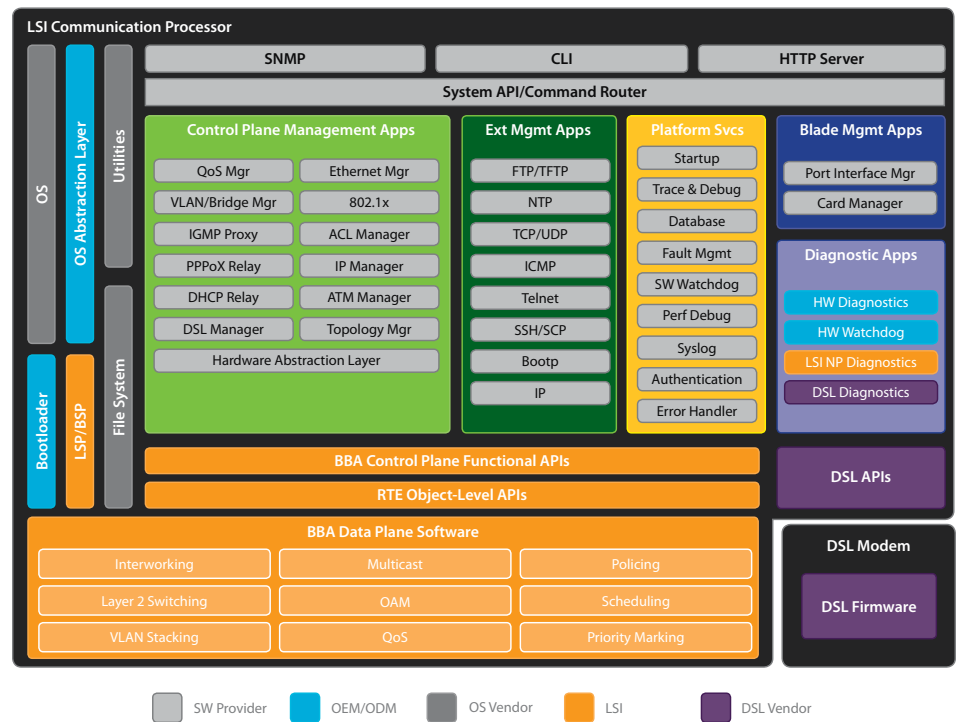 LSI Communication Processor
OS
OS Abstraction Layer
Utilities
Bootloader
LSP/BSP
File System
SNMP
CLI
HTTP Server
System API/Command Router
Control Plane Management Apps
QoS Mgr
Ethernet Mgr
VLAN/Bridge Mgr
802.1x
IGMP Proxy
ACL Manager
PPPoX Relay
IP Manager
DHCP Relay
ATM Manager
DSL Manager
Topology Mgr
Hardware Abstraction Layer
Ext Mgmt Apps
FTP/TFTP
NTP
TCP/UDP
ICMP
Telnet
SSH/SCP
Bootp
IP
Platform Svcs
Startup
Trace & Debug
Database
Fault Mgmt
SW Watchdog
Perf Debug
Syslog
Authentication
Error Handler
Blade Mgmt Apps
Port Interface Mgr
Card Manager
Diagnostic Apps
HW Diagnostics
HW Watchdog
LSI NP Diagnostics
DSL Diagnostics
BBA Control Plane Functional APIs
RTE Object-Level APIs
DSL APIs
BBA Data Plane Software
Interworking
Multicast
Policing
Layer 2 Switching
OAM
Scheduling
VLAN Stacking
QoS
Priority Marking
DSL Modem
DSL Firmware
SW Provider
OEM/ODM
OS Vendor
LSI
DSL Vendor